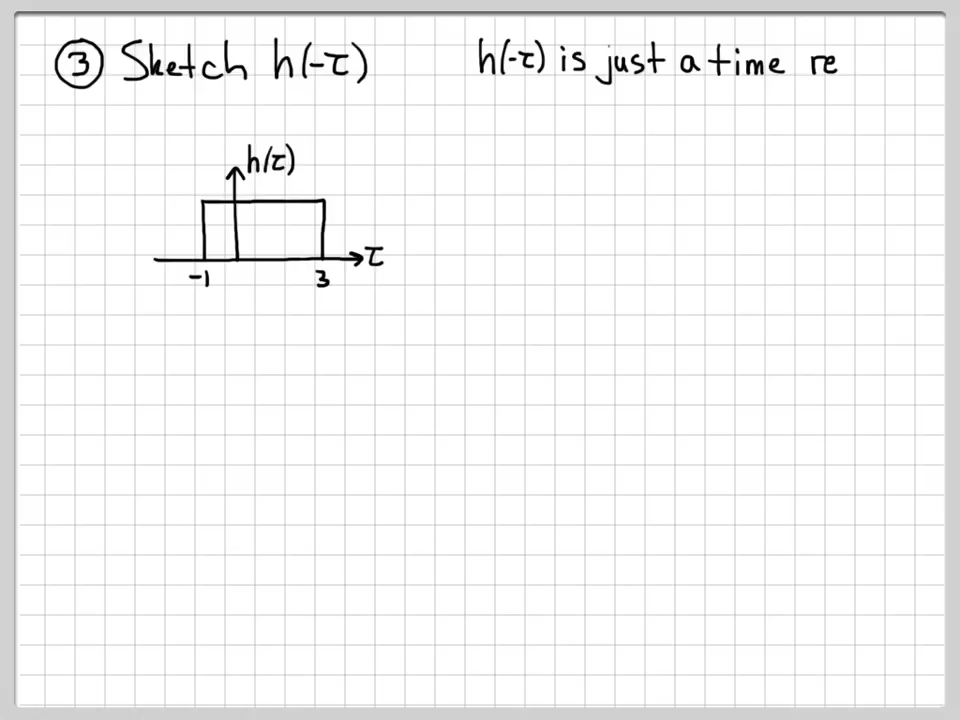 ③ Sketch h(-τ) h(-τ) is just a time re
h(τ)
τ
-1 3